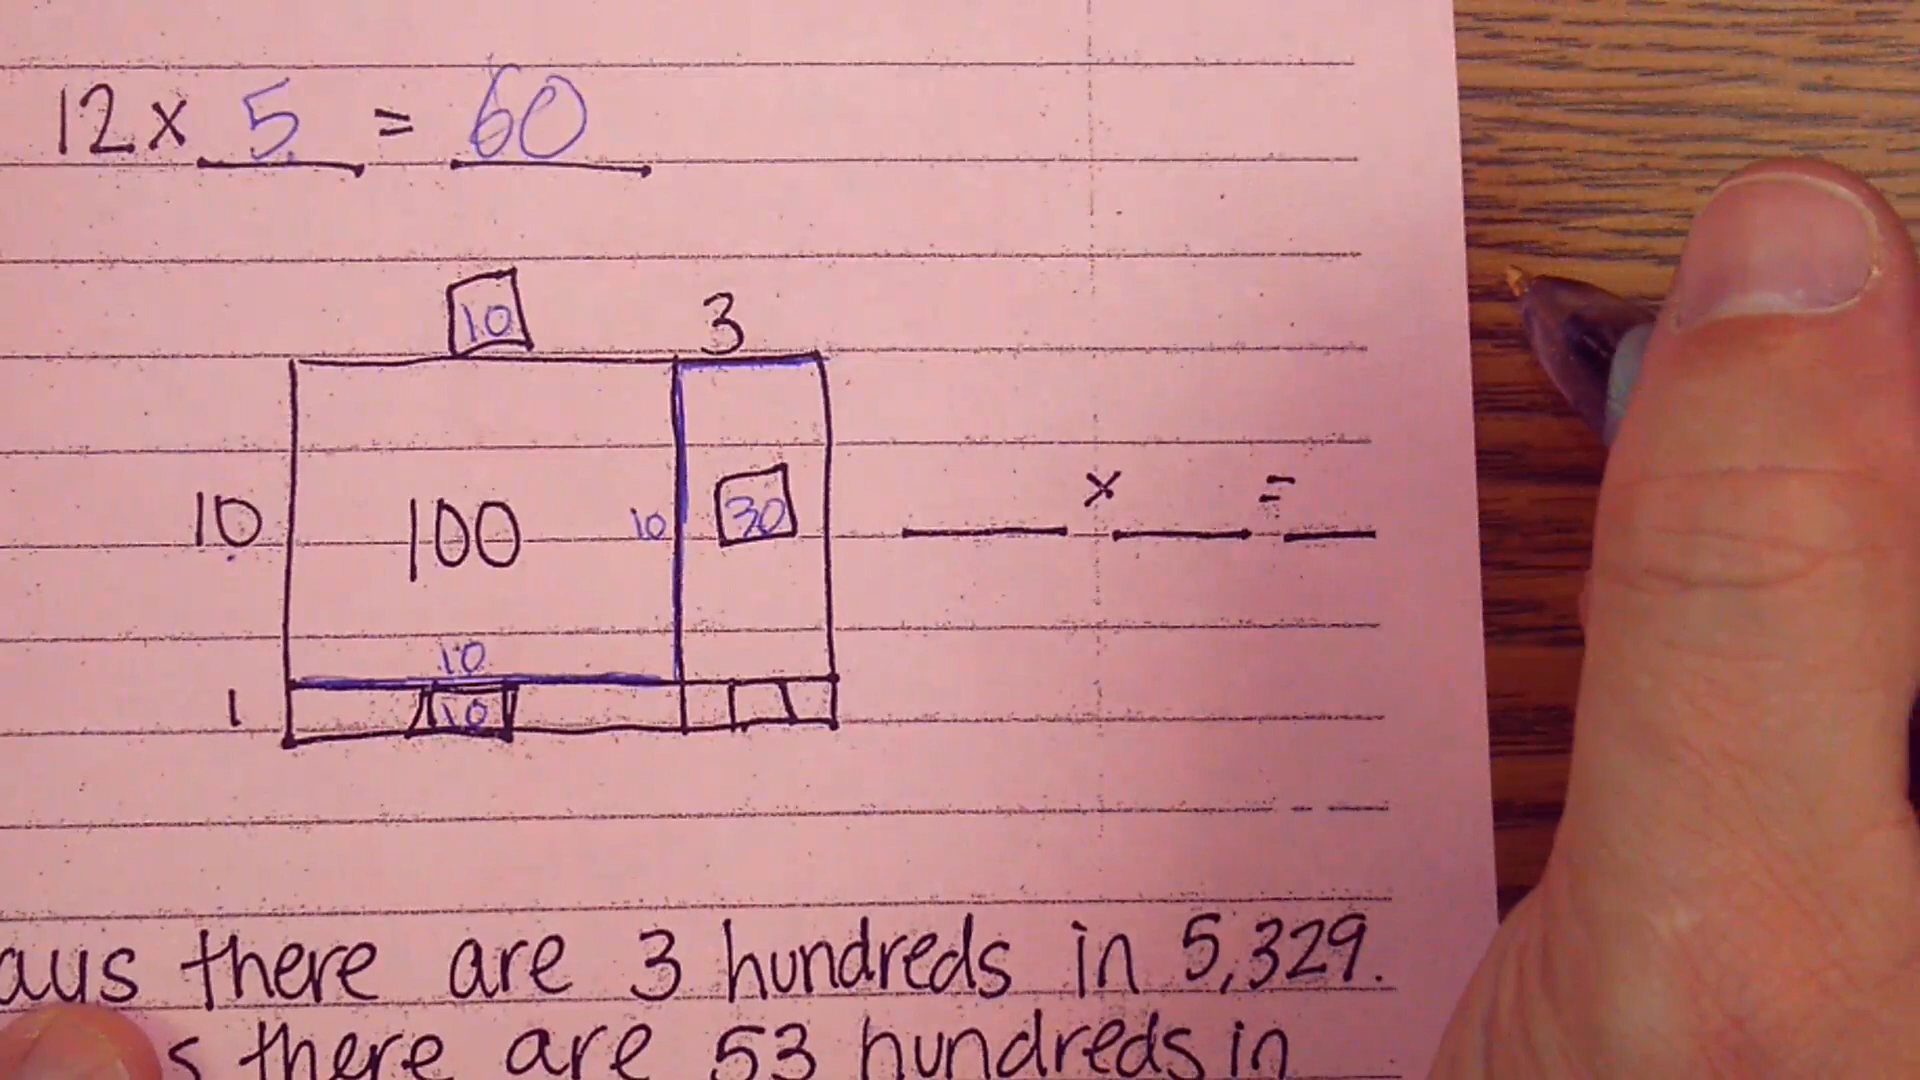 12 x 5 = 60
10 3
10 100 10 30 x =
10
1 10
there are 3 hundreds in 5,329.
there are 53 hundreds in